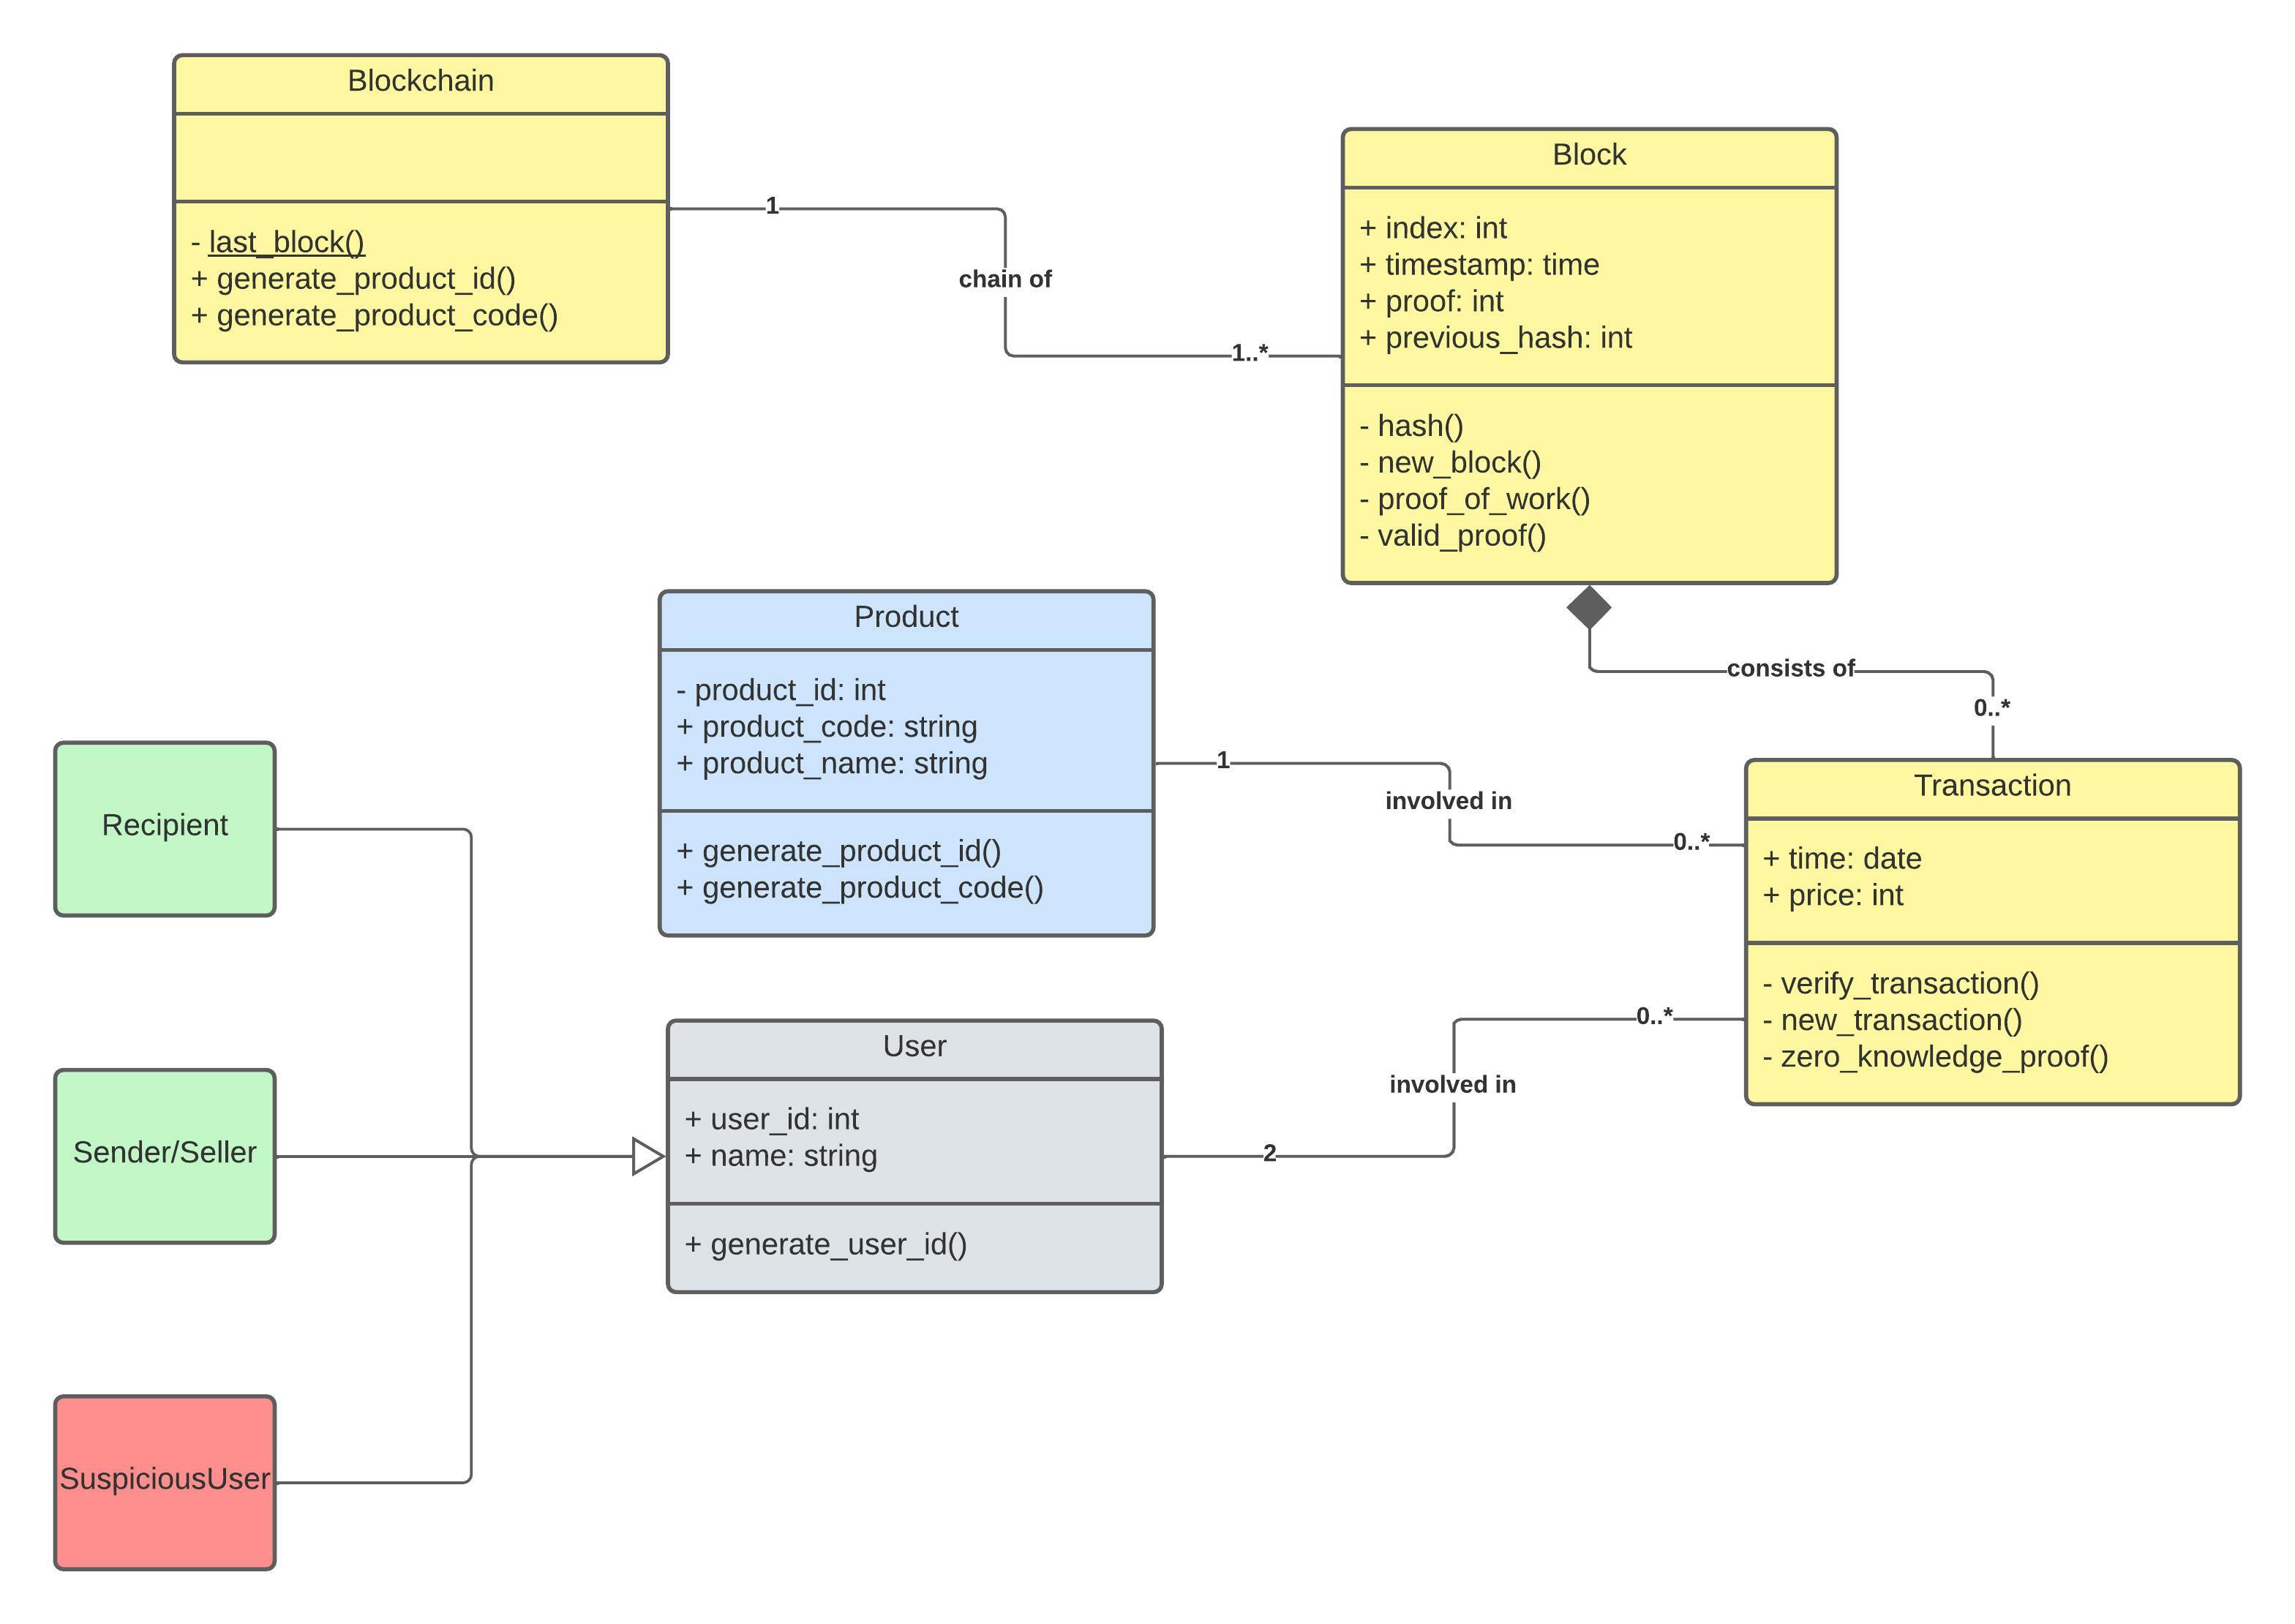 Blockchain
- last_block()
+ generate_product_id()
+ generate_product_code()
1
chain of
1..*
Block
+ index: int
+ timestamp: time
+ proof: int
+ previous_hash: int
- hash()
- new_block()
- proof_of_work()
- valid_proof()
consists of
0..*
Product
- product_id: int
+ product_code: string
+ product_name: string
+ generate_product_id()
+ generate_product_code()
1
involved in
0..*
Transaction
+ time: date
+ price: int
- verify_transaction()
- new_transaction()
- zero_knowledge_proof()
Recipient
Sender/Seller
SuspiciousUser
User
+ user_id: int
+ name: string
+ generate_user_id()
2
involved in
0..*